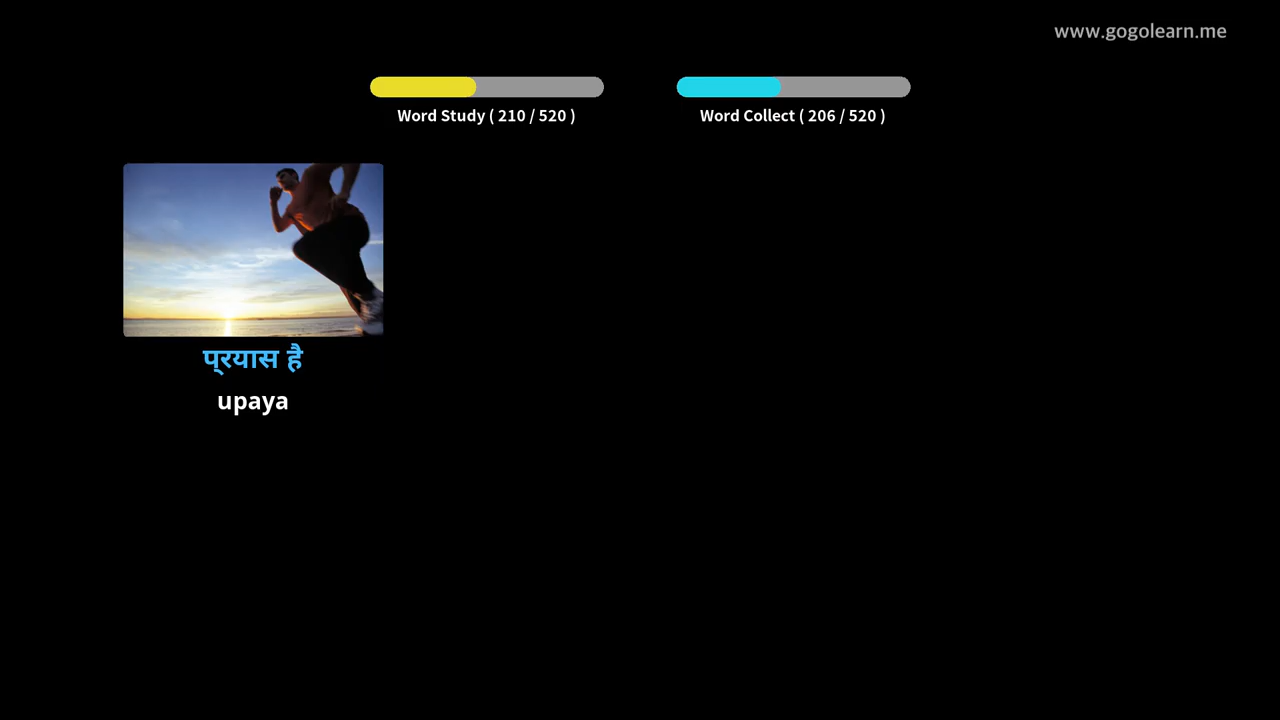 www.gogolearn.me
Word Study ( 210 / 520 )
Word Collect ( 206 / 520 )
प्रयास है
upaya